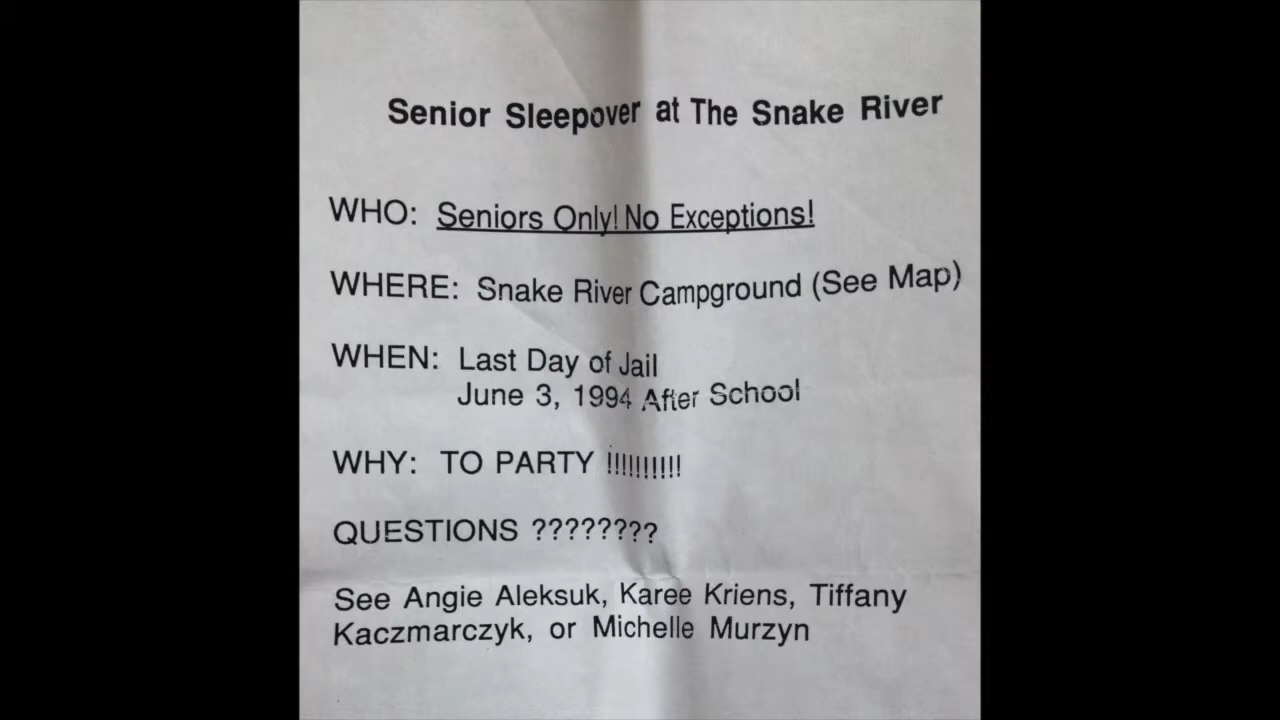 Senior Sleepover at The Snake River
WHO: Seniors Only! No Exceptions!
WHERE: Snake River Campground (See Map)
WHEN: Last Day of Jail
June 3, 1994 After School
WHY: TO PARTY !!!!!!!!!!
QUESTIONS ????????
See Angie Aleksuk, Karee Kriens, Tiffany
Kaczmarczyk, or Michelle Murzyn